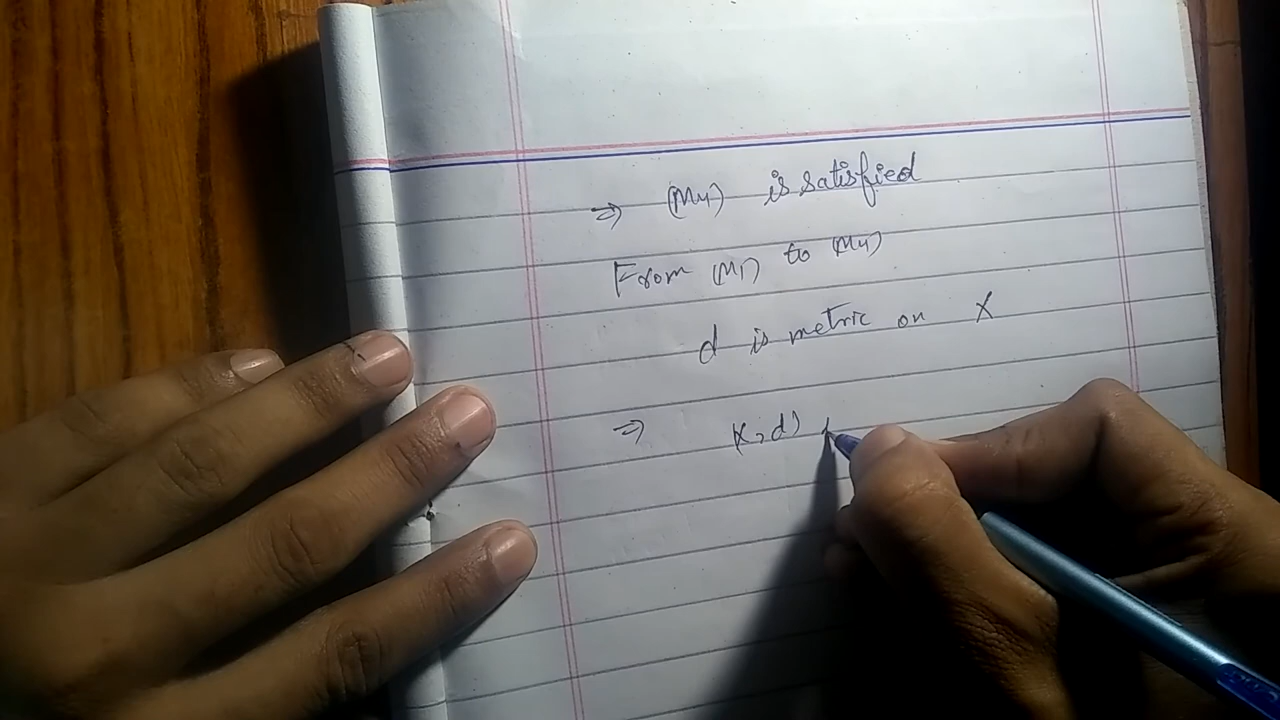 ⇒ (M4) is satisfied
From (M1) to (M4)
d is metric on X
⇒ (X, d)